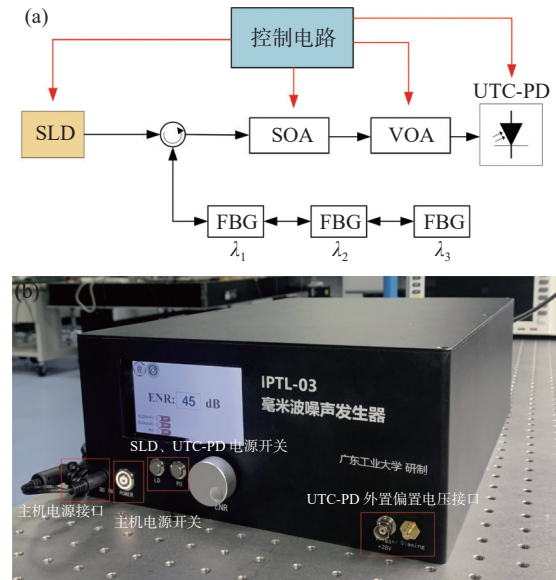 (a)
控制电路
UTC-PD
SLD
SOA
VOA
FBG
FBG
FBG
λ1
λ2
λ3
(b)
IPTL-03
毫米波噪声发生器
ENR: 45 dB
SLD、UTC-PD 电源开关
广东工业大学 研制
LD
PD
POWER
ENR
UTC-PD 外置偏置电压接口
主机电源接口
主机电源开关